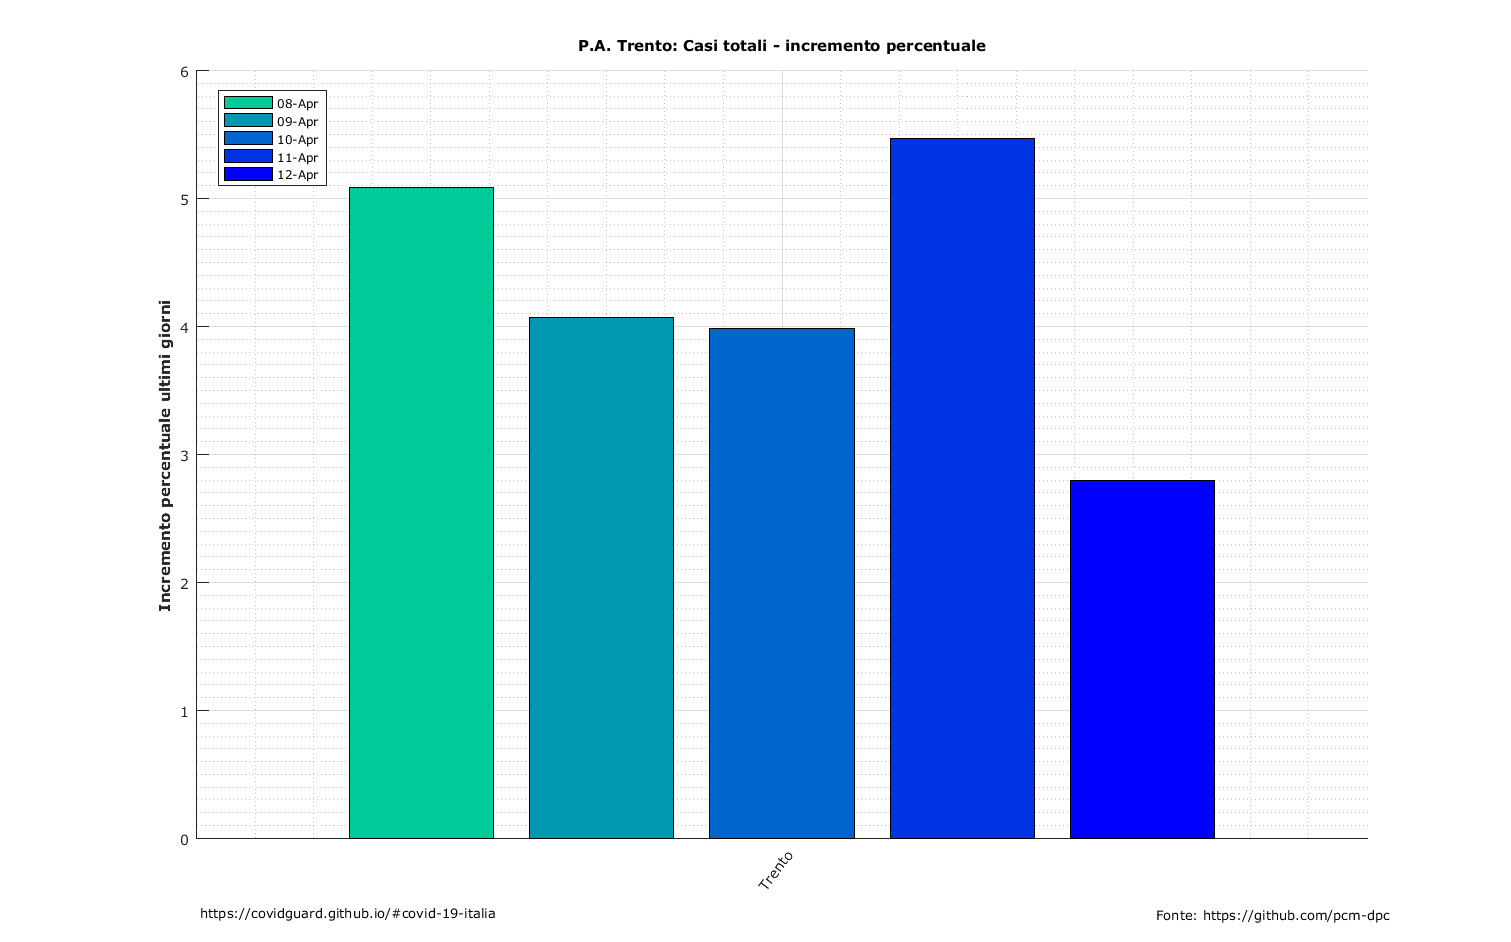 P.A. Trento: Casi totali - incremento percentuale
6
5
4
3
2
1
0
Incremento percentuale ultimi giorni
08-Apr
09-Apr
10-Apr
11-Apr
12-Apr
Trento
https://covidguard.github.io/#covid-19-italia
Fonte: https://github.com/pcm-dpc